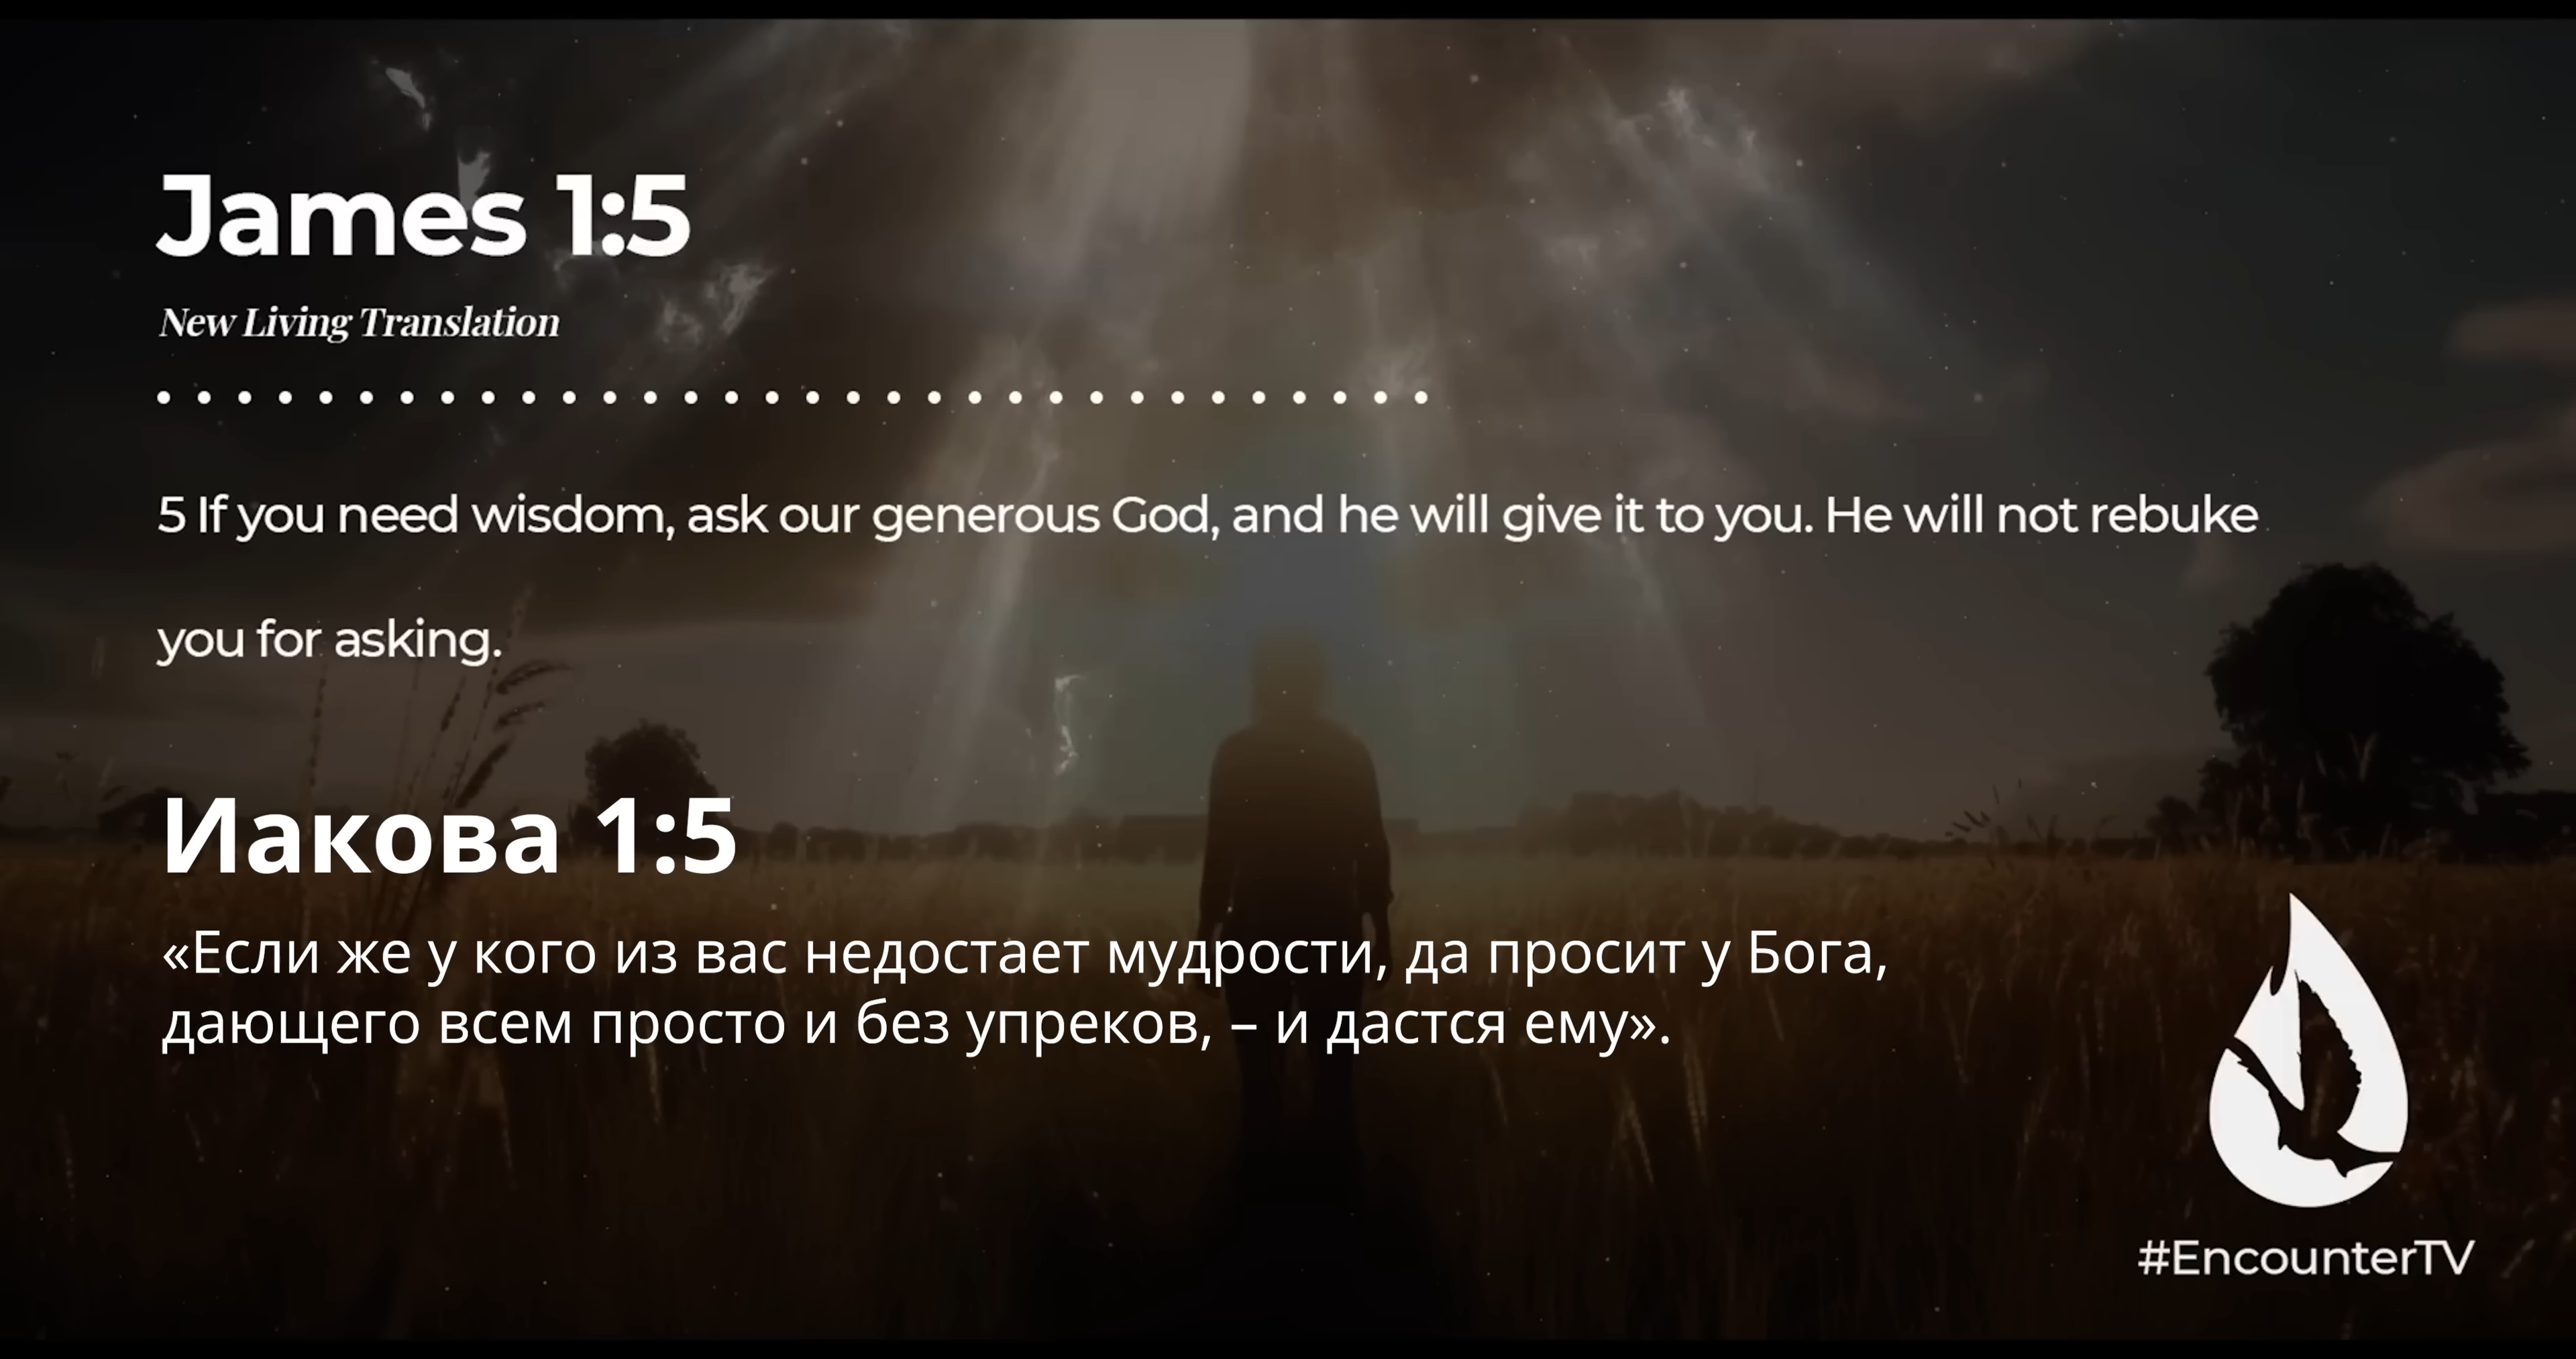 James 1:5
New Living Translation
5 If you need wisdom, ask our generous God, and he will give it to you. He will not rebuke
you for asking.
Иакова 1:5
«Если же у кого из вас недостает мудрости, да просит у Бога,
дающего всем просто и без упреков, – и дастся ему».
#EncounterTV